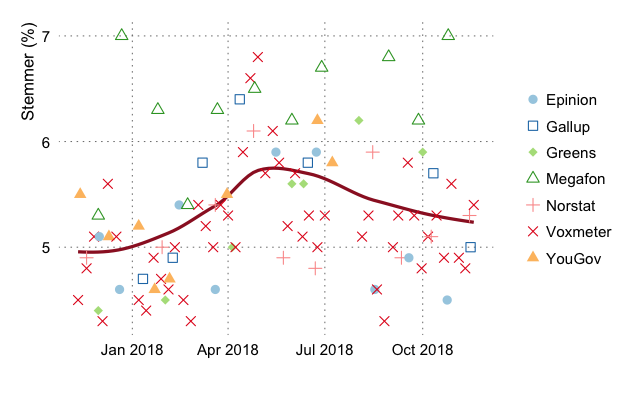 Stemmer (%)
7
6
5
Jan 2018
Apr 2018
Jul 2018
Oct 2018
Epinion
Gallup
Greens
Megafon
Norstat
Voxmeter
YouGov